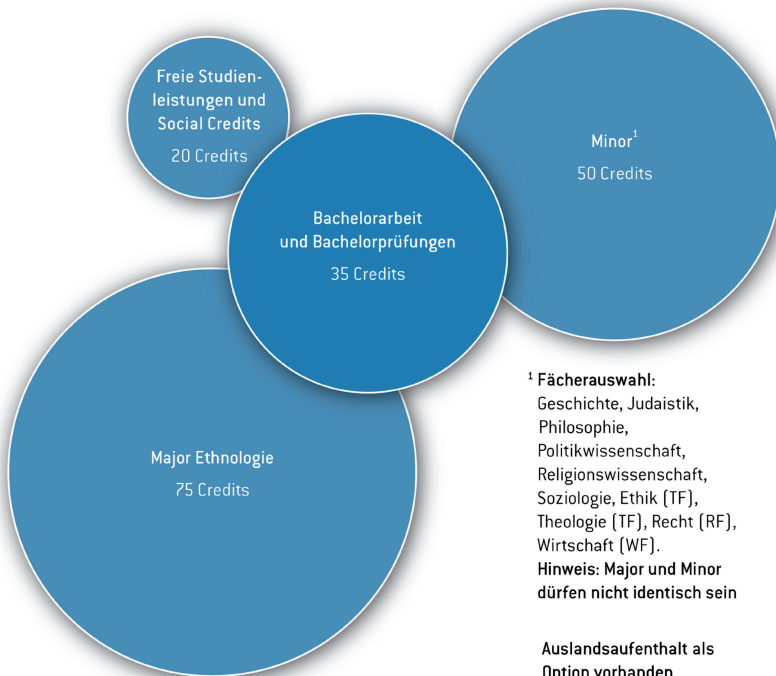 Freie Studien-
leistungen und
Social Credits
20 Credits
Minor¹
50 Credits
Bachelorarbeit
und Bachelorprüfungen
35 Credits
Major Ethnologie
75 Credits
¹ Fächerauswahl:
Geschichte, Judaistik,
Philosophie,
Politikwissenschaft,
Religionswissenschaft,
Soziologie, Ethik (TF),
Theologie (TF), Recht (RF),
Wirtschaft (WF).
Hinweis: Major und Minor
dürfen nicht identisch sein
Auslandsaufenthalt als
Option vorhanden